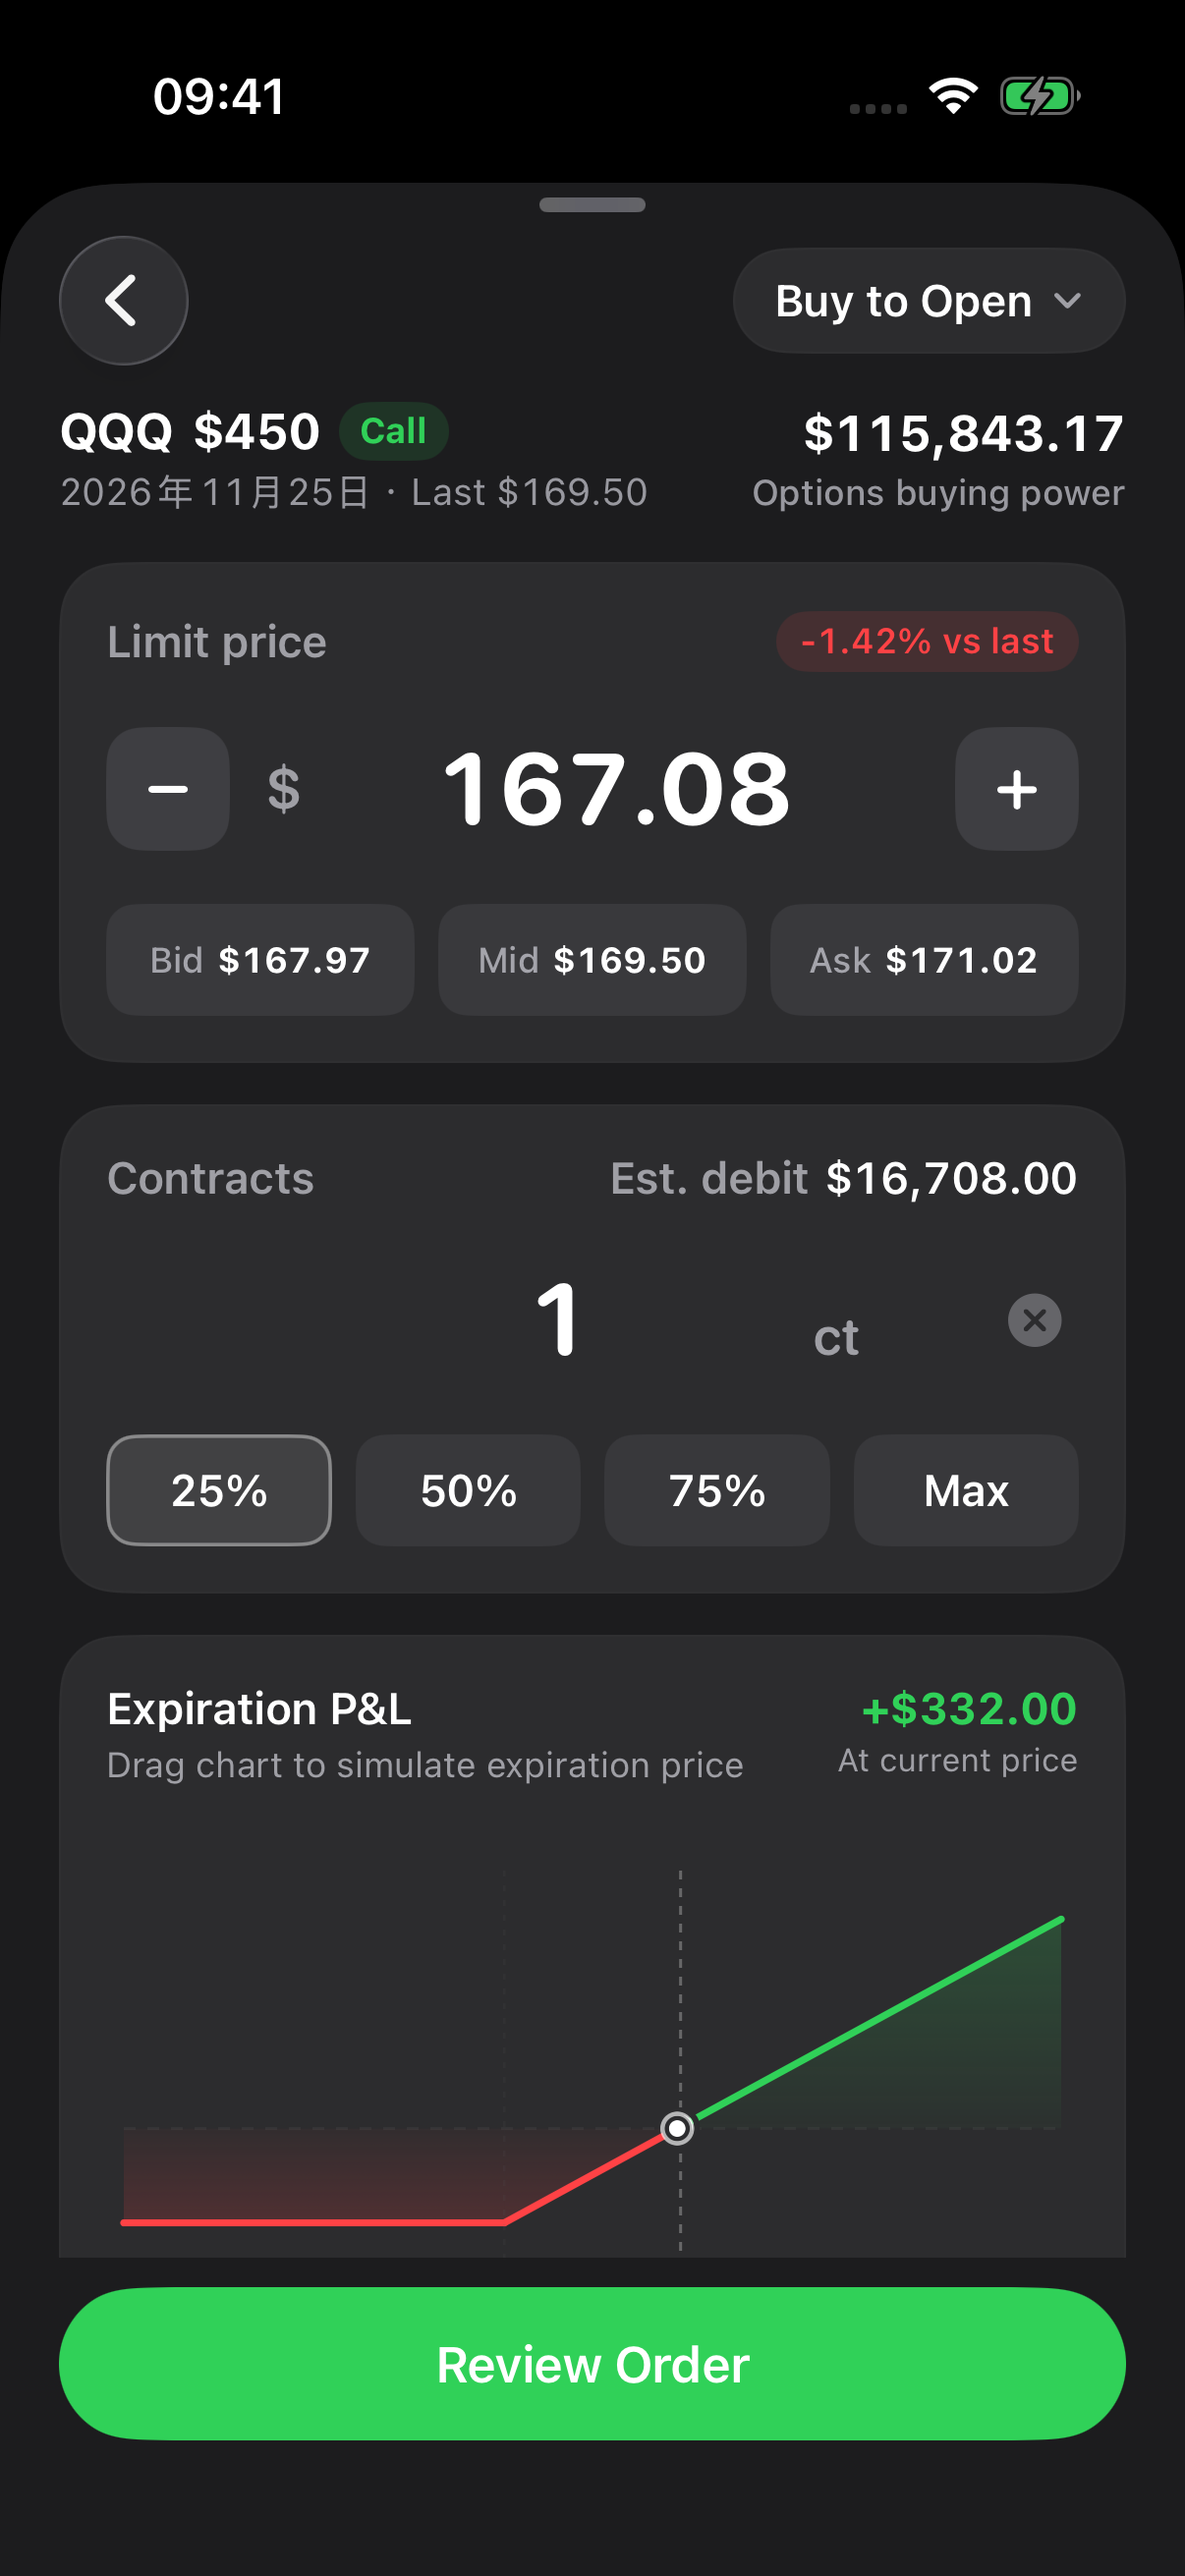 09:41
Buy to Open
QQQ $450 Call
$115,843.17
2026年11月25日 · Last $169.50
Options buying power
Limit price
-1.42% vs last
− $ 167.08 +
Bid $167.97
Mid $169.50
Ask $171.02
Contracts
Est. debit $16,708.00
1 ct
25%
50%
75%
Max
Expiration P&L
+$332.00
Drag chart to simulate expiration price
At current price
Review Order